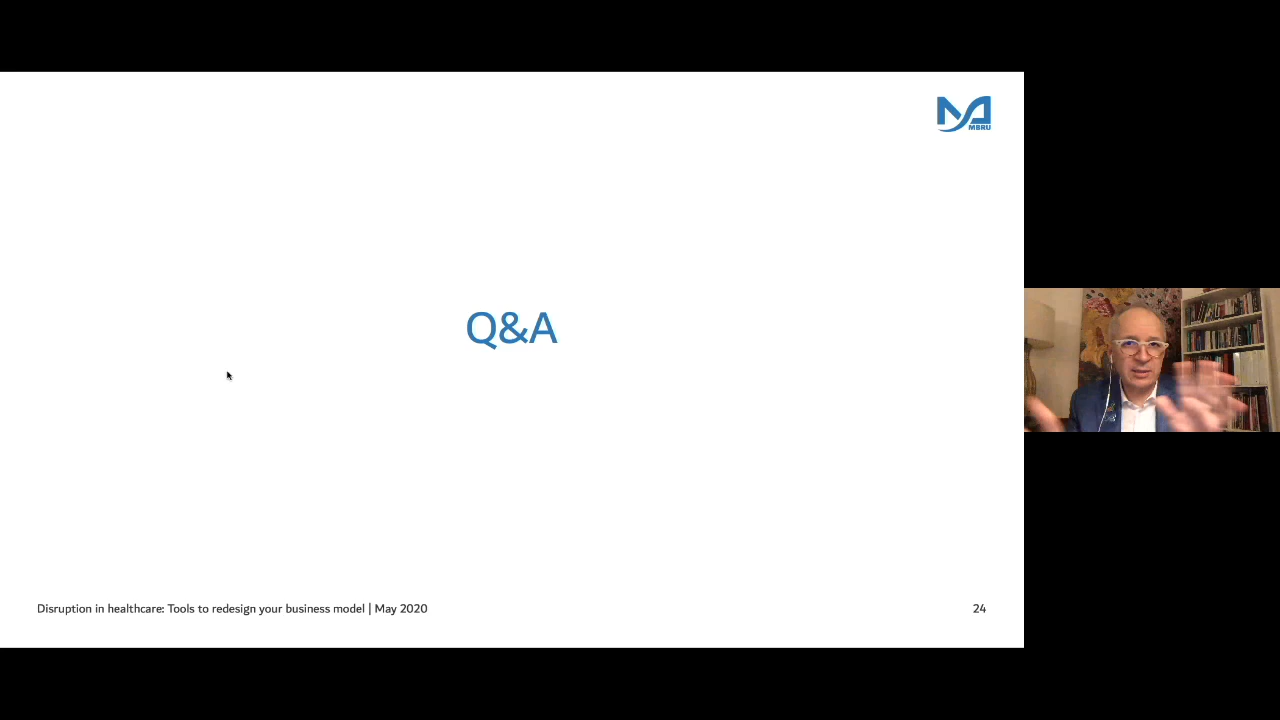 MBRU
Q&A
Disruption in healthcare: Tools to redesign your business model | May 2020
24